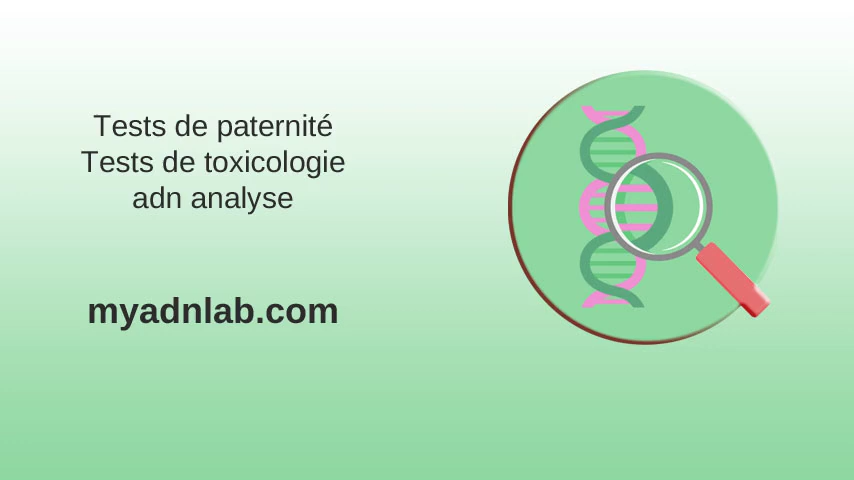 Tests de paternité
Tests de toxicologie
adn analyse
myadnlab.com